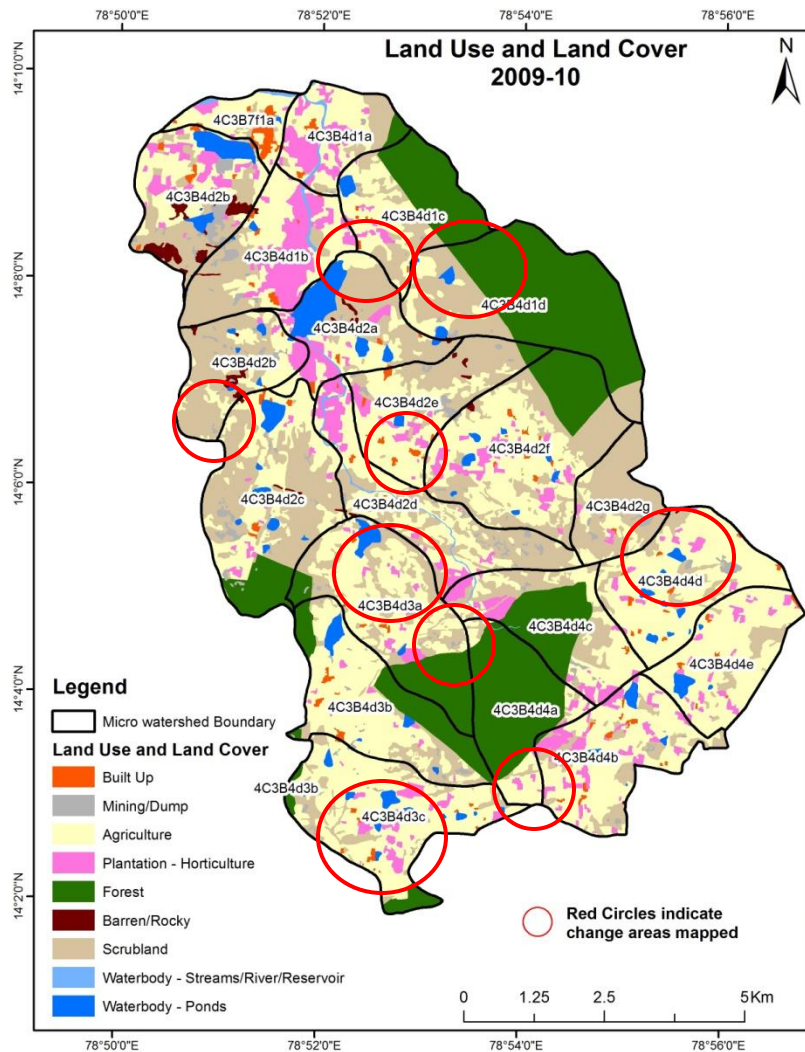 78°50'0"E 78°52'0"E 78°54'0"E 78°56'0"E
Land Use and Land Cover
2009-10
N
14°10'0"N
4C3B7f1a
4C3B4d1a
4C3B4d2b
4C3B4d1c
4C3B4d1b
14°8'0"N
4C3B4d1d
4C3B4d2a
4C3B4d2b
4C3B4d2e
4C3B4d2f
14°6'0"N
4C3B4d2c
4C3B4d2d
4C3B4d2g
4C3B4d4d
4C3B4d3a
4C3B4d4c
4C3B4d4e
14°4'0"N
4C3B4d3b
4C3B4d4a
4C3B4d4b
4C3B4d3b
4C3B4d3c
14°2'0"N
Legend
Micro watershed Boundary
Land Use and Land Cover
Built Up
Mining/Dump
Agriculture
Plantation - Horticulture
Forest
Barren/Rocky
Scrubland
Waterbody - Streams/River/Reservoir
Waterbody - Ponds
Red Circles indicate
change areas mapped
0 1.25 2.5 5Km
78°50'0"E 78°52'0"E 78°54'0"E 78°56'0"E